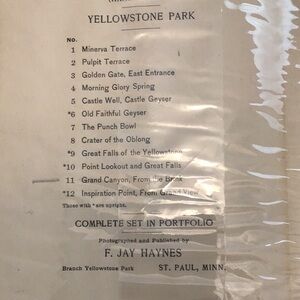 YELLOWSTONE PARK
No.
1 Minerva Terrace
2 Pulpit Terrace
3 Golden Gate, East Entrance
4 Morning Glory Spring
5 Castle Well, Castle Geyser
*6 Old Faithful Geyser
7 The Punch Bowl
8 Crater of the Oblong
*9 Great Falls of the Yellowstone
*10 Point Lookout and Great Falls
11 Grand Canyon, From the Brink
*12 Inspiration Point, From Grand View
Those with * are upright.
COMPLETE SET IN PORTFOLIO
Photographed and Published by
F. JAY HAYNES
Branch Yellowstone Park ST. PAUL, MINN.